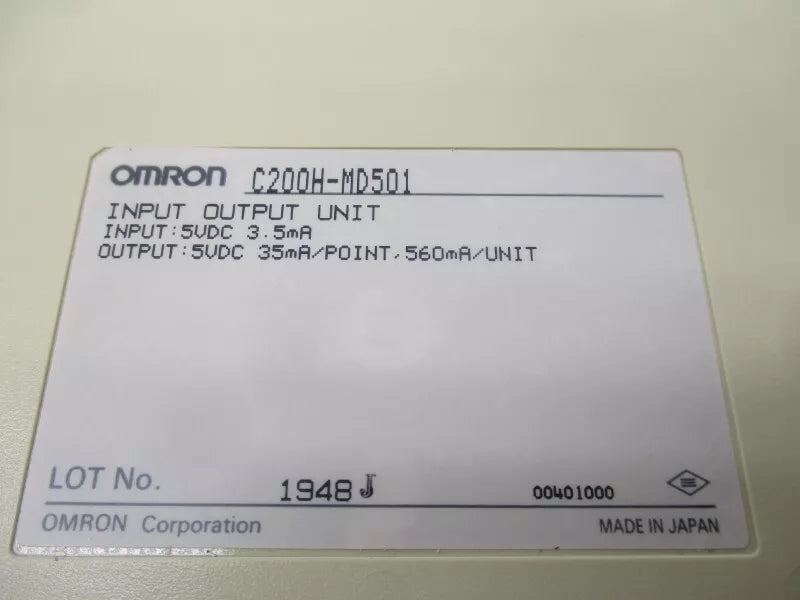 OMRON C200H-MD501
INPUT OUTPUT UNIT
INPUT:5VDC 3.5mA
OUTPUT:5VDC 35mA/POINT,560mA/UNIT
LOT No. 1948 J 00401000
OMRON Corporation MADE IN JAPAN